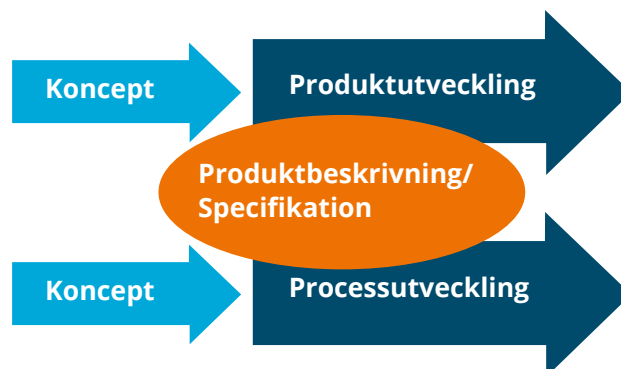 Koncept
Produktutveckling
Produktbeskrivning/
Specifikation
Koncept
Processutveckling